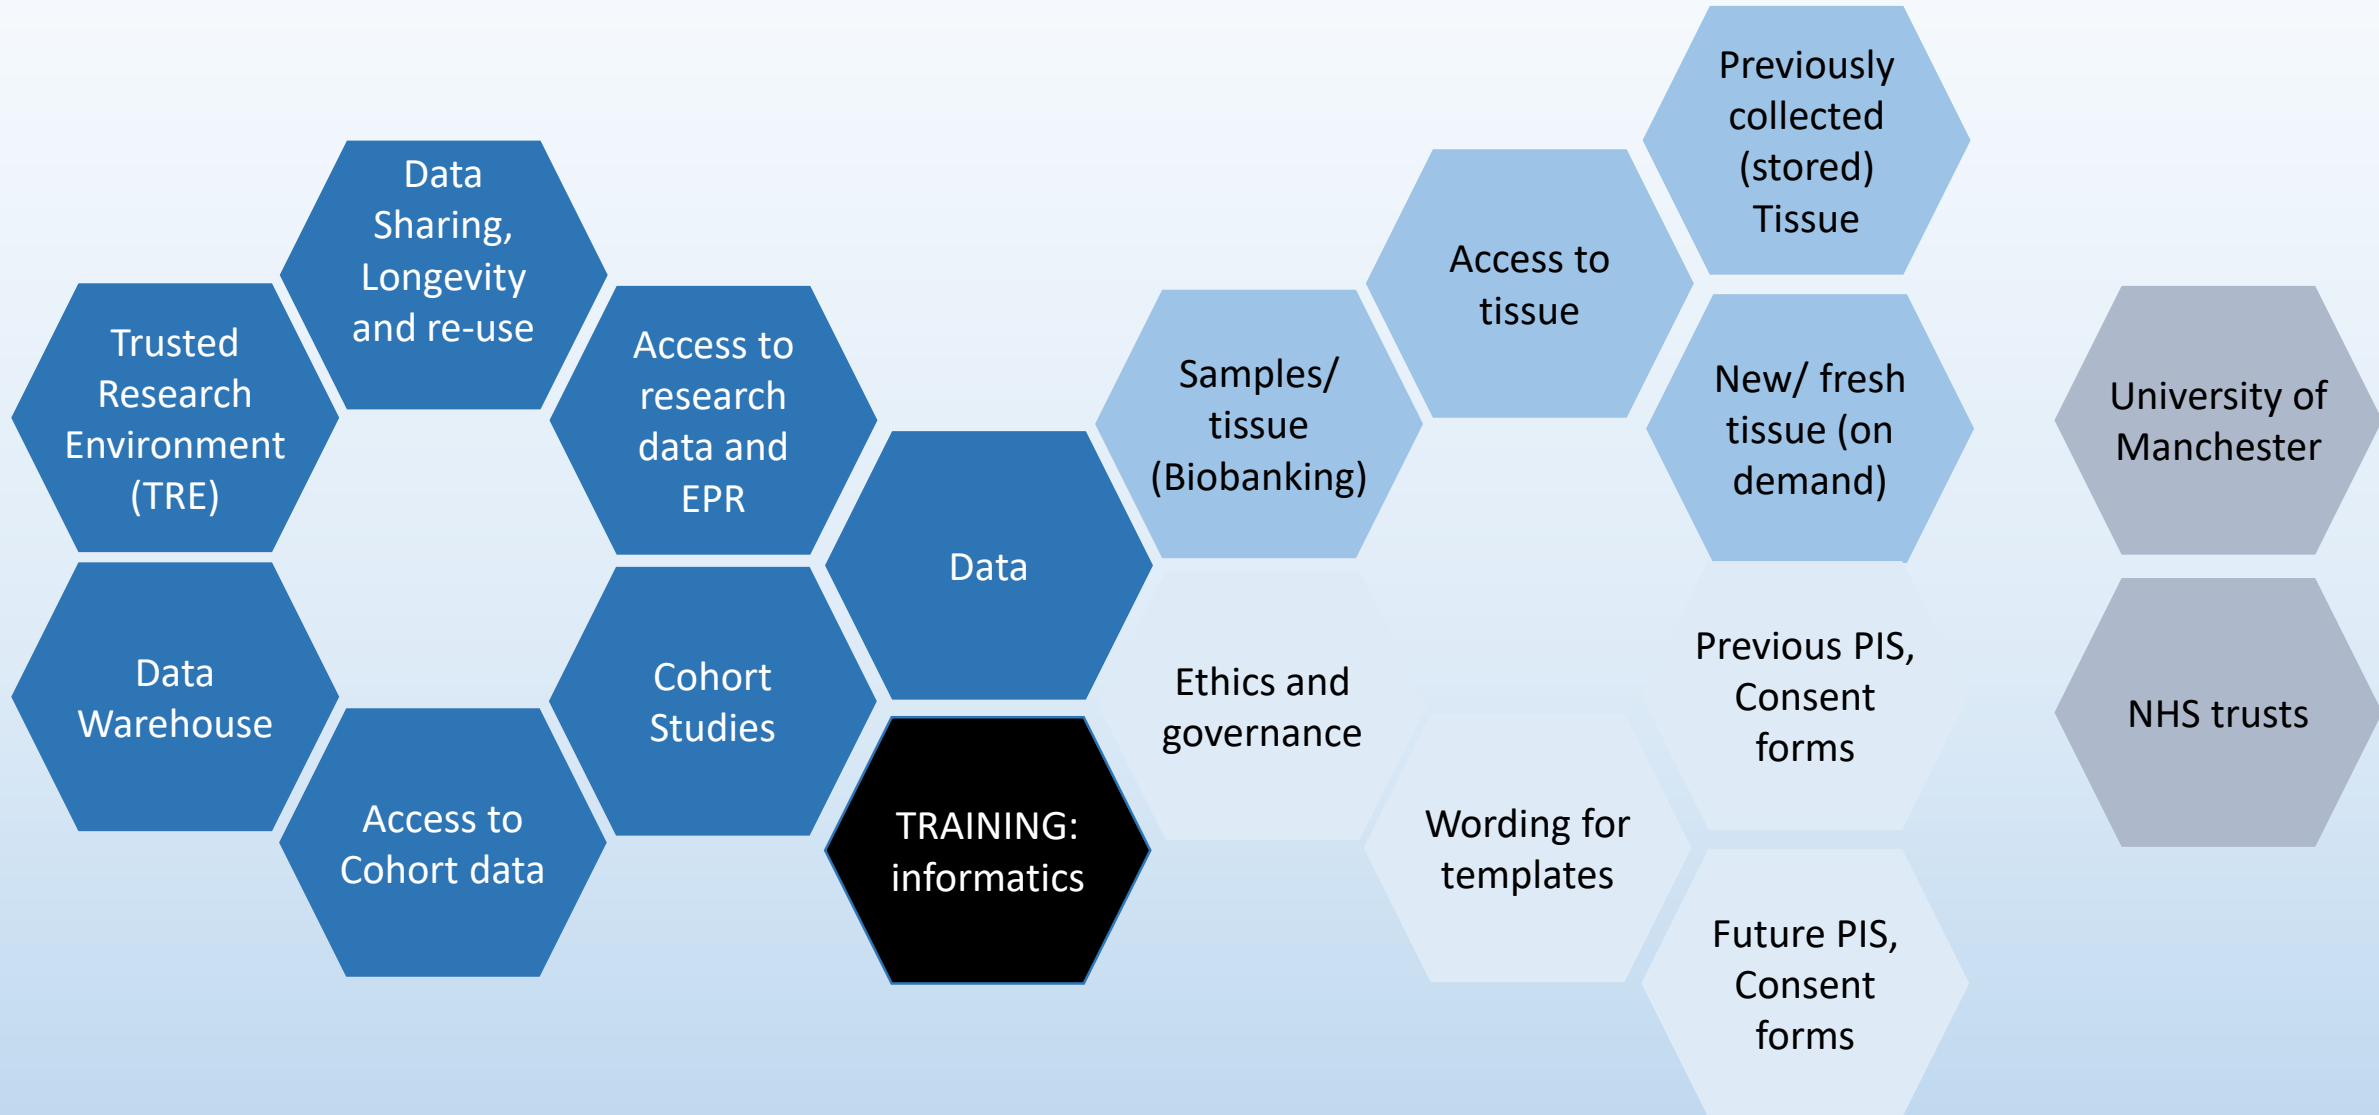 Data
Sharing,
Longevity
and re-use
Trusted
Research
Environment
(TRE)
Access to
research
data and
EPR
Data
Data
Warehouse
Cohort
Studies
Access to
Cohort data
TRAINING:
informatics
Samples/
tissue
(Biobanking)
Access to
tissue
Previously
collected
(stored)
Tissue
New/ fresh
tissue (on
demand)
Ethics and
governance
Wording for
templates
Previous PIS,
Consent
forms
Future PIS,
Consent
forms
University of
Manchester
NHS trusts